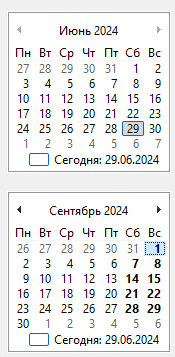 Июнь 2024
Пн Вт Ср Чт Пт Сб Вс
27 28 29 30 31 1 2
3 4 5 6 7 8 9
10 11 12 13 14 15 16
17 18 19 20 21 22 23
24 25 26 27 28 29 30
1 2 3 4 5 6 7
Сегодня: 29.06.2024
Сентябрь 2024
Пн Вт Ср Чт Пт Сб Вс
26 27 28 29 30 31 1
2 3 4 5 6 7 8
9 10 11 12 13 14 15
16 17 18 19 20 21 22
23 24 25 26 27 28 29
30 1 2 3 4 5 6
Сегодня: 29.06.2024